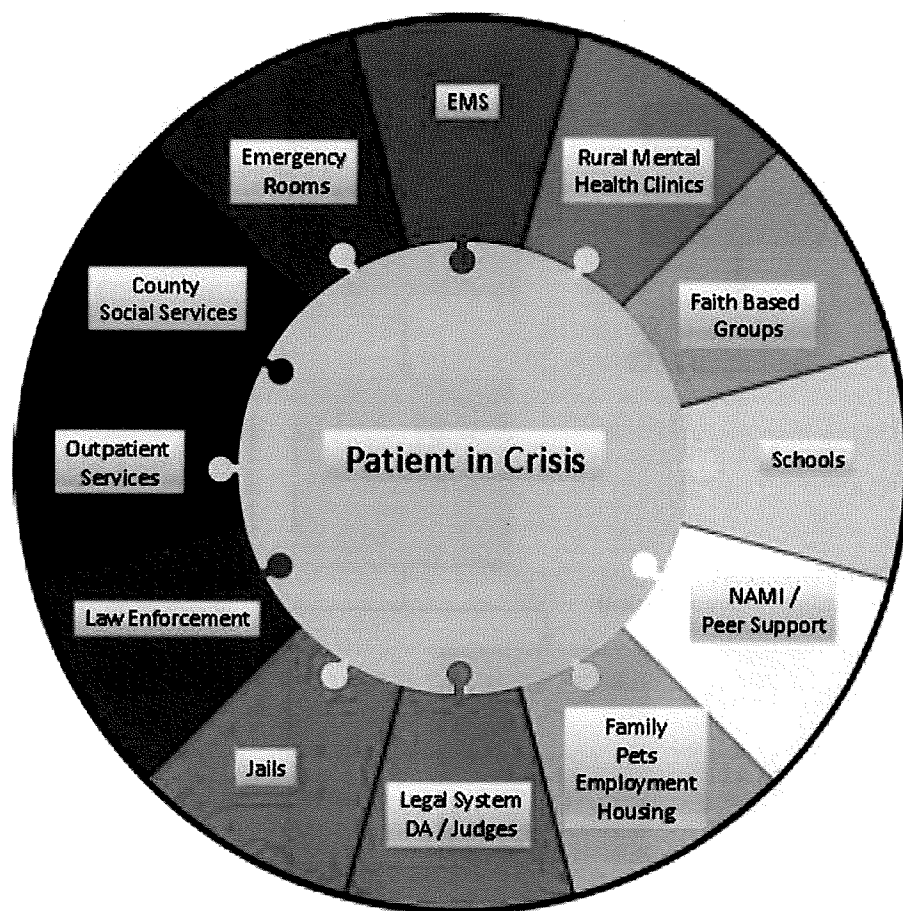 EMS
Rural Mental
Health Clinics
Faith Based
Groups
Schools
NAMI /
Peer Support
Family
Pets
Employment
Housing
Legal System
DA / Judges
Jails
Law Enforcement
Outpatient
Services
County
Social Services
Emergency
Rooms
Patient in Crisis